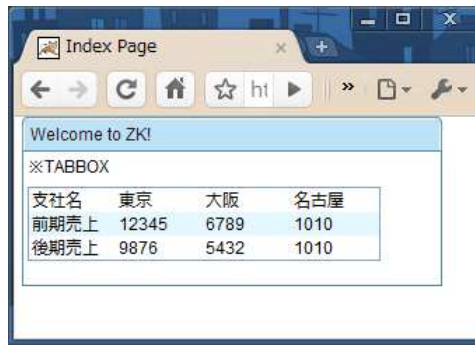 Index Page
ht
Welcome to ZK!
※TABBOX
支社名 東京 大阪 名古屋
前期売上 12345 6789 1010
後期売上 9876 5432 1010